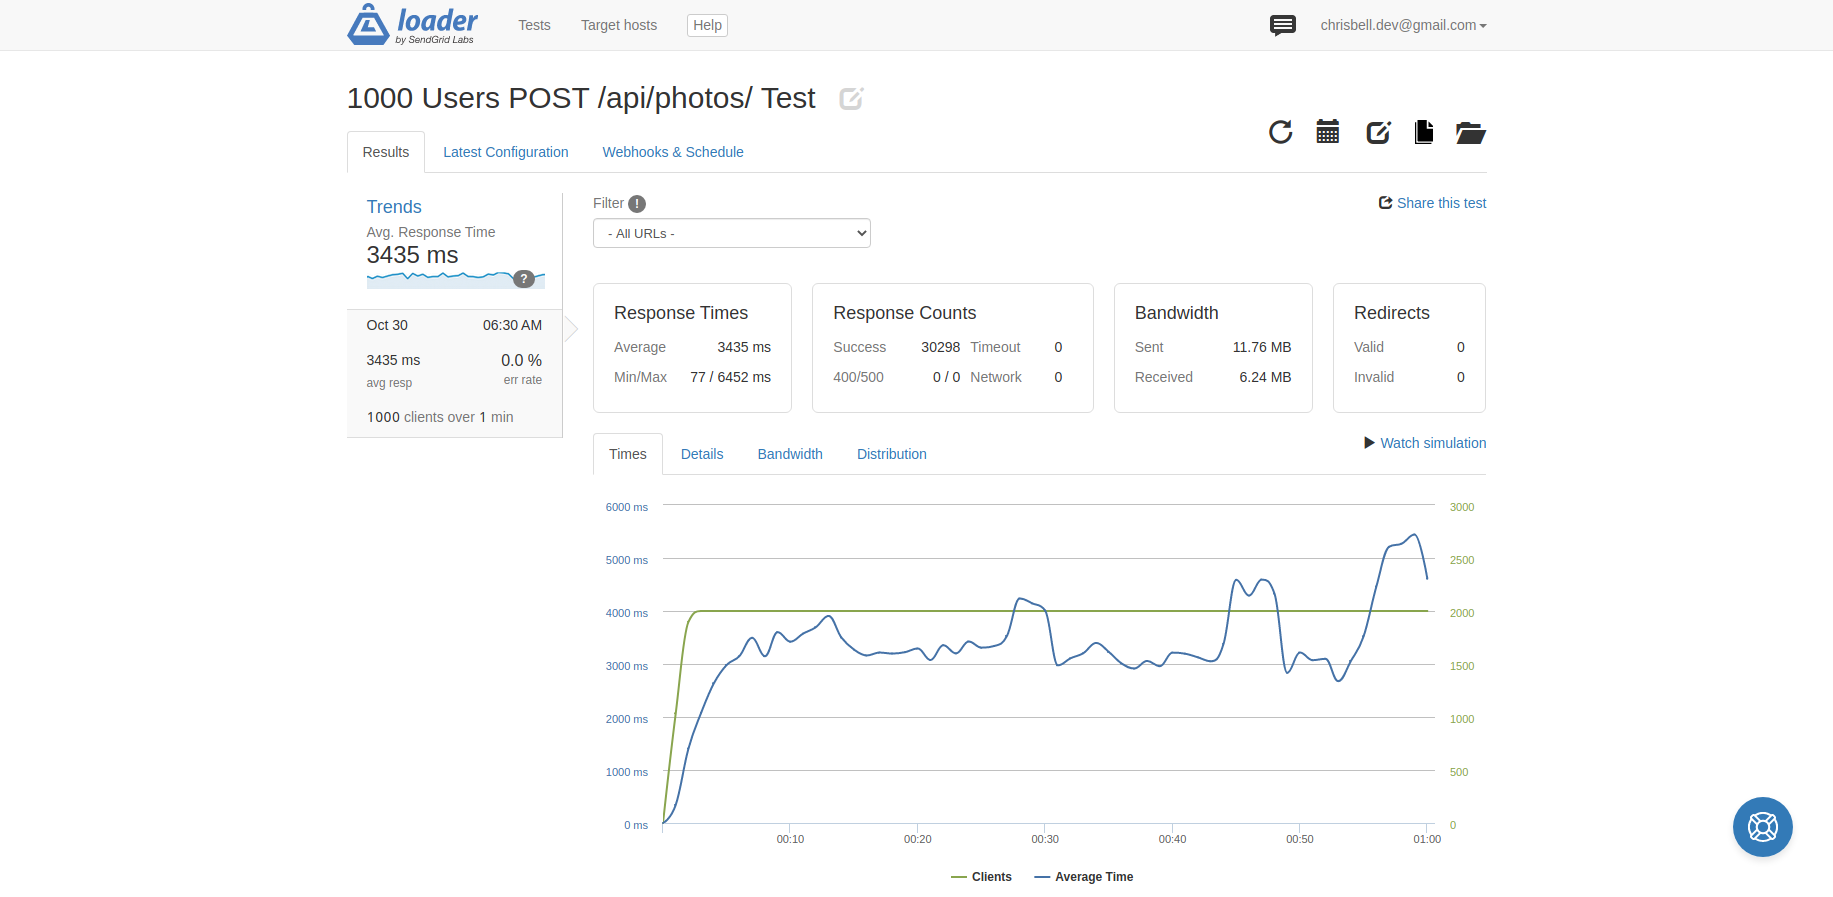 loader
by SendGrid Labs
Tests
Target hosts
Help
chrisbell.dev@gmail.com
1000 Users POST /api/photos/ Test
Results
Latest Configuration
Webhooks & Schedule
Trends
Avg. Response Time
3435 ms
?
Oct 30 06:30 AM
3435 ms 0.0 %
avg resp err rate
1000 clients over 1 min
Filter !
- All URLs -
Share this test
Response Times
Average 3435 ms
Min/Max 77 / 6452 ms
Response Counts
Success 30298 Timeout 0
400/500 0 / 0 Network 0
Bandwidth
Sent 11.76 MB
Received 6.24 MB
Redirects
Valid 0
Invalid 0
Times
Details
Bandwidth
Distribution
Watch simulation
6000 ms 3000
5000 ms 2500
4000 ms 2000
3000 ms 1500
2000 ms 1000
1000 ms 500
0 ms 0
00:10 00:20 00:30 00:40 00:50 01:00
Clients Average Time